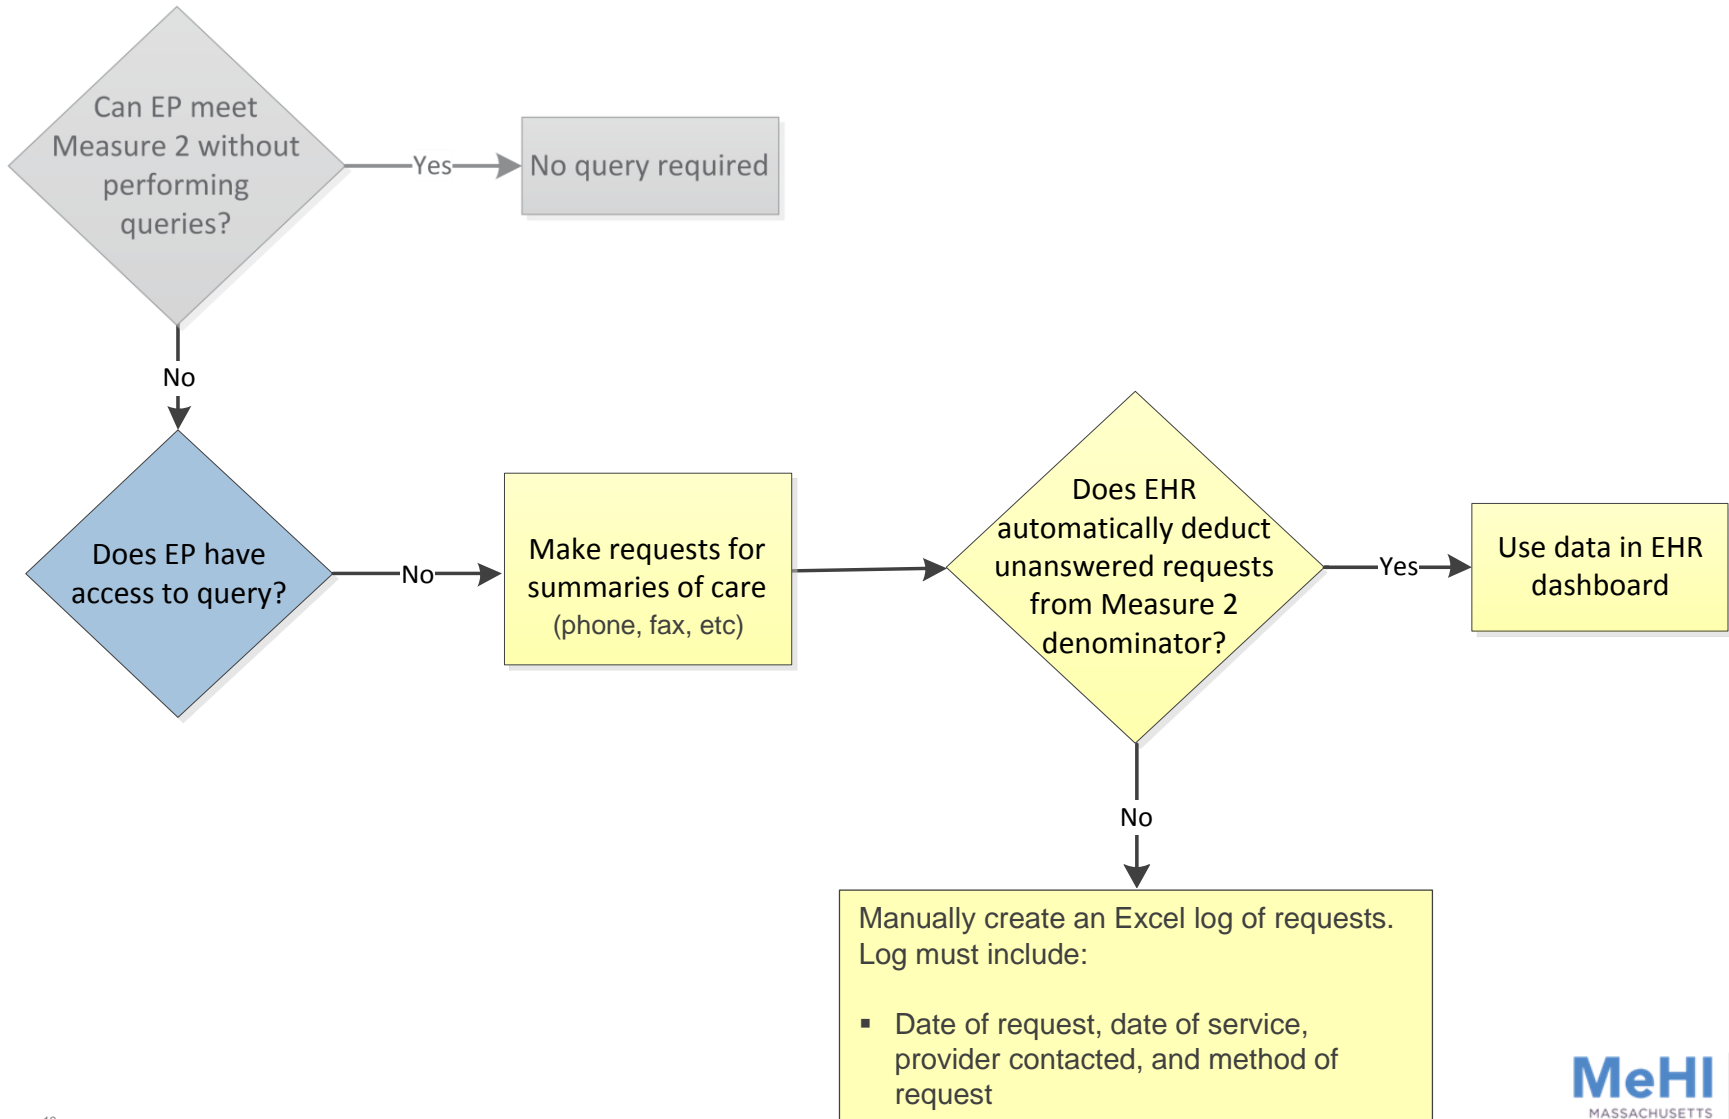 Can EP meet
Measure 2 without
performing
queries?
Yes
No query required
No
Does EP have
access to query?
No
Make requests for
summaries of care
(phone, fax, etc)
Does EHR
automatically deduct
unanswered requests
from Measure 2
denominator?
Yes
Use data in EHR
dashboard
No
Manually create an Excel log of requests.
Log must include:
▪ Date of request, date of service,
provider contacted, and method of
request
MeHI
MASSACHUSETTS